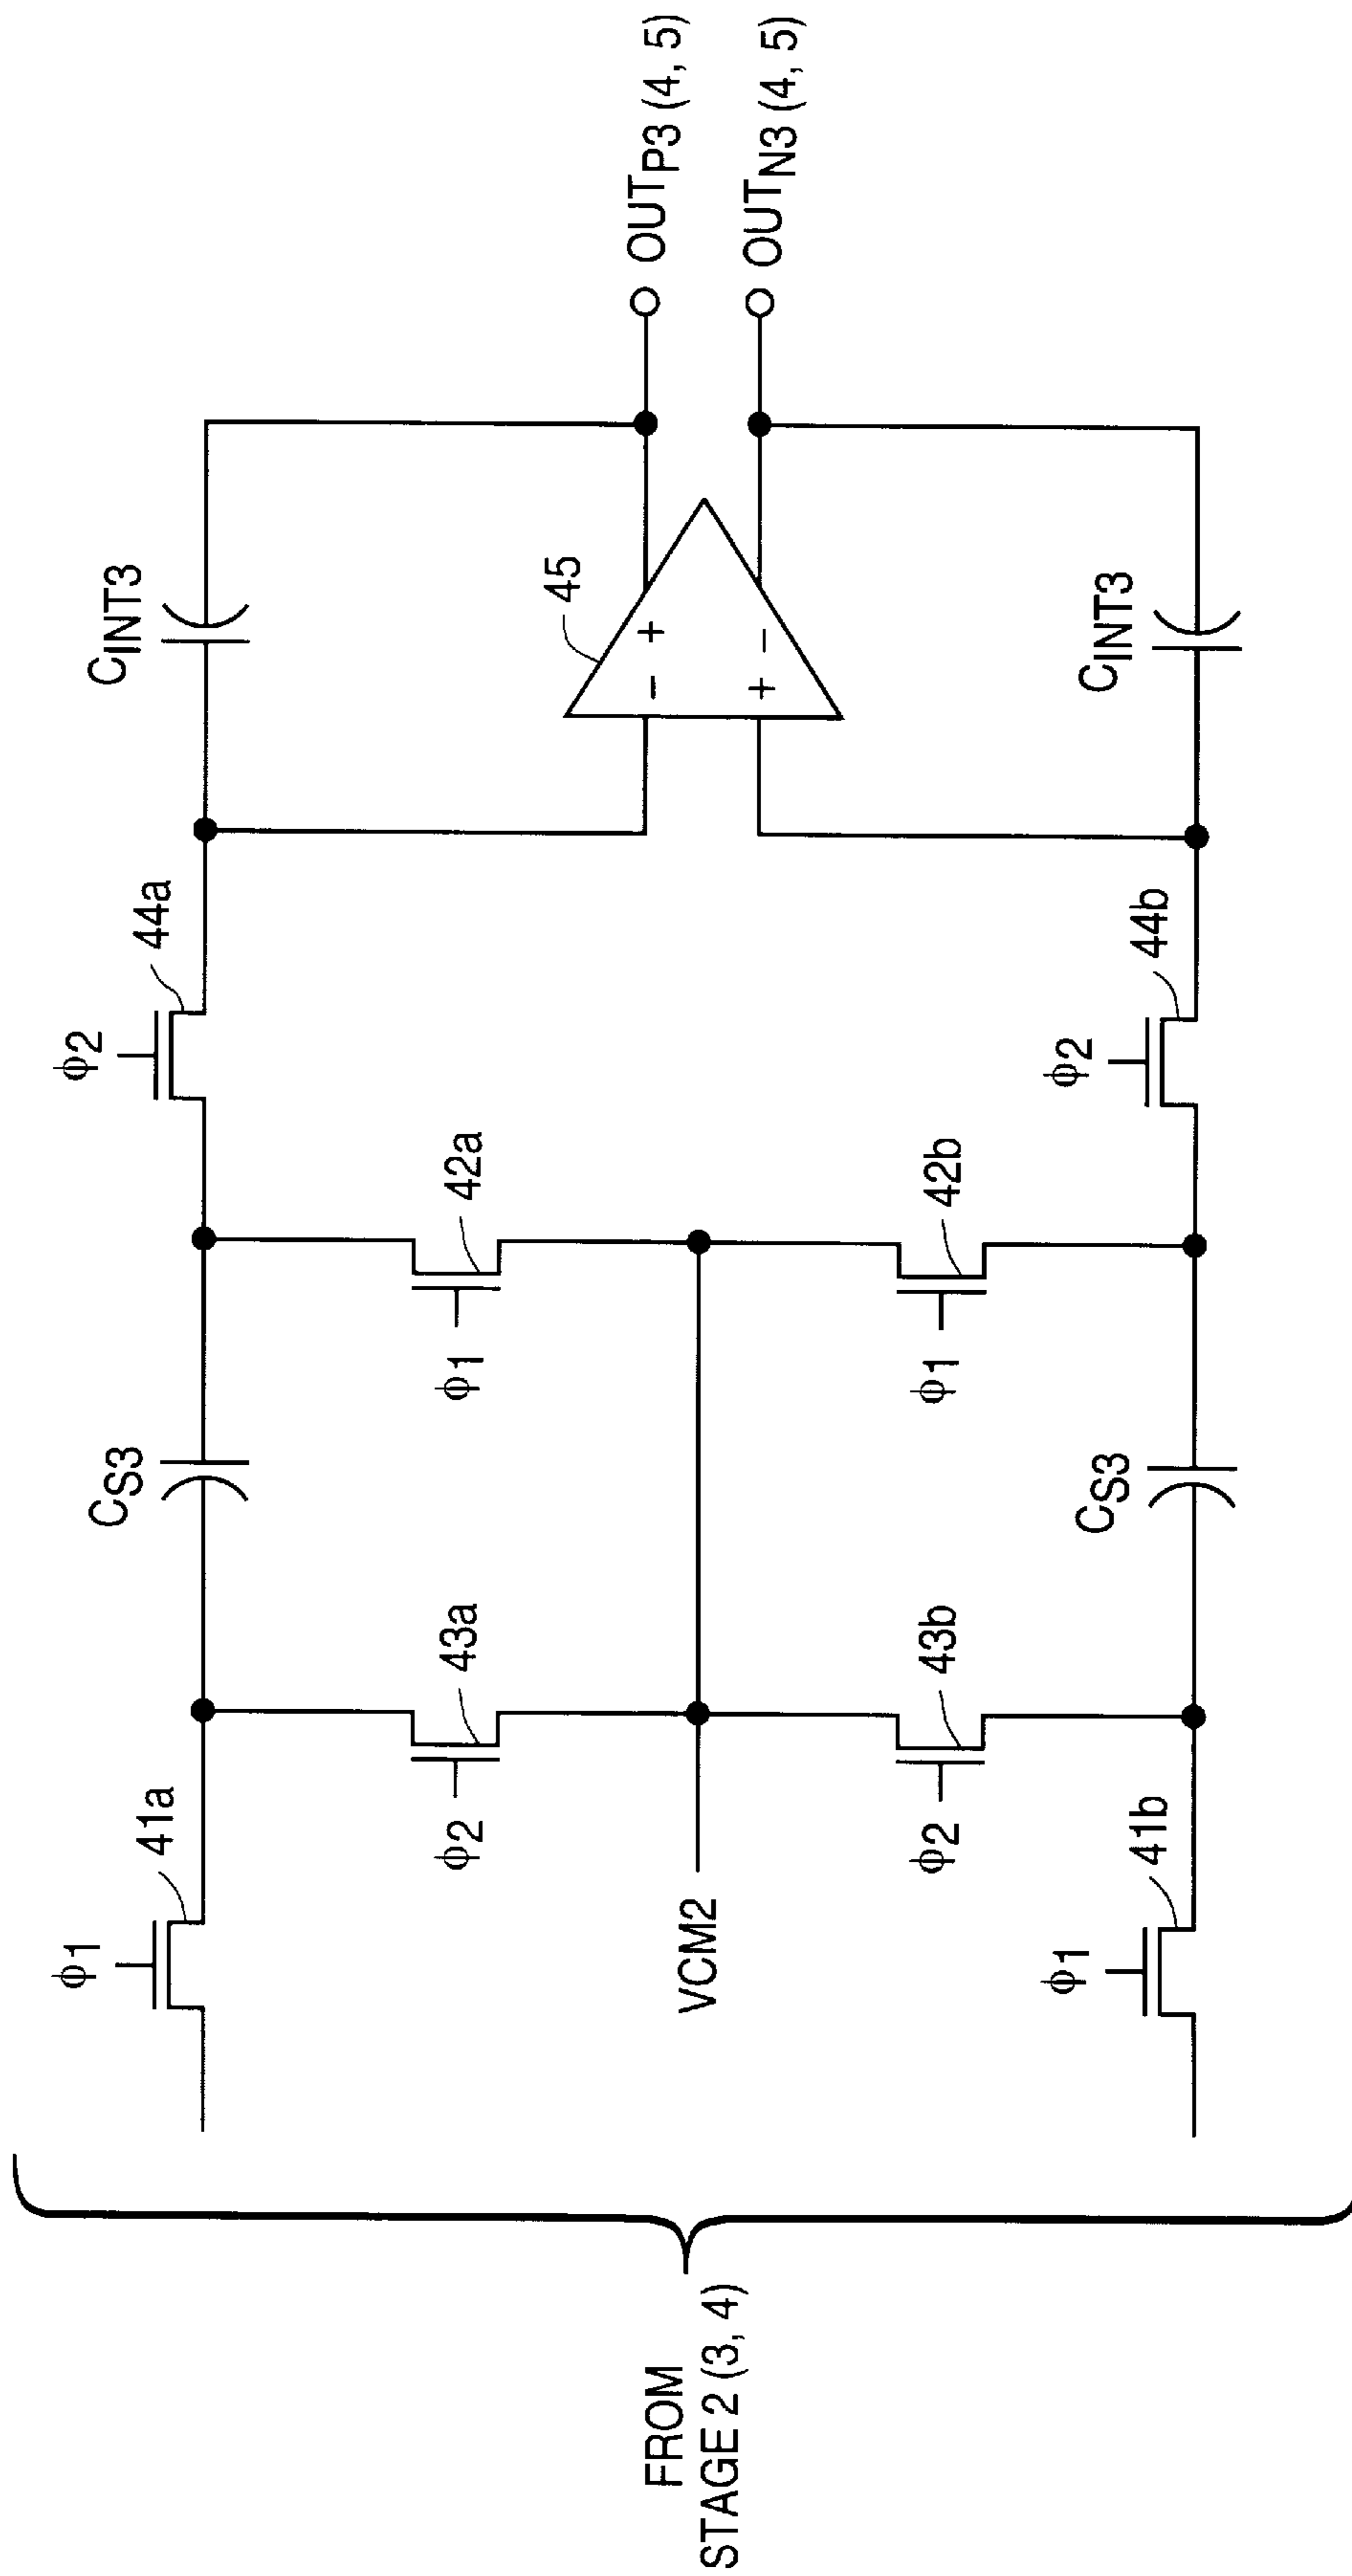 CINT3
φ2
44a
CS3
φ1
41a
42a
φ1
43a
φ2
45
− +
+ −
OUTP3 (4, 5)
OUTN3 (4, 5)
VCM2
FROM
STAGE 2 (3, 4)
42b
φ1
43b
φ2
CINT3
φ2
44b
CS3
φ1
41b